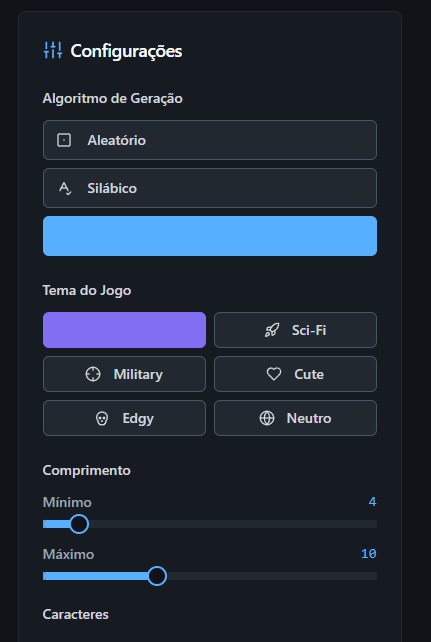 Configurações
Algoritmo de Geração
Aleatório
Silábico
Tema do Jogo
Sci-Fi
Military
Cute
Edgy
Neutro
Comprimento
Mínimo 4
Máximo 10
Caracteres